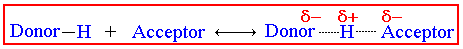 δ− δ+ δ−
Donor−H + Acceptor ⟷ Donor ······ H ······ Acceptor